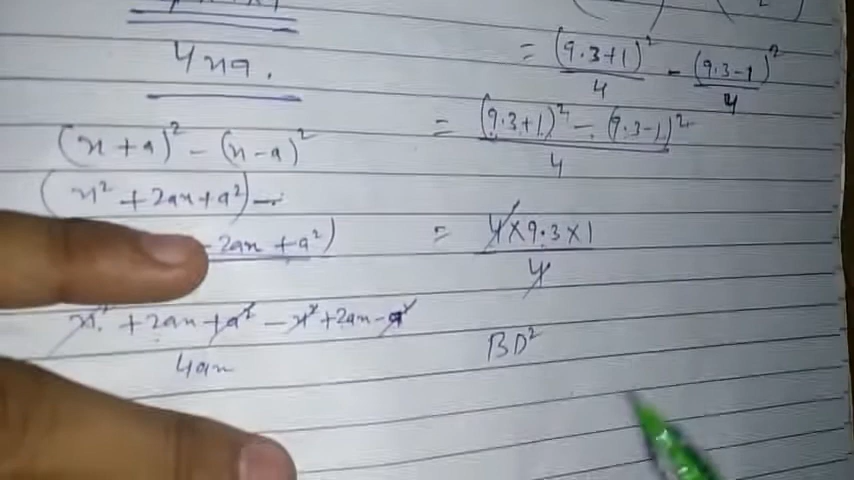 4xa.
(x + a)² - (x - a)²
(x² + 2ax + a²) -
- 2ax + a²)
x² + 2ax + a² - x² + 2ax - a²
4ax
= (9.3+1)²/4 - (9.3-1)²/4
= (9.3+1)² - (9.3-1)²/4
= 4×9.3×1/4
BD²